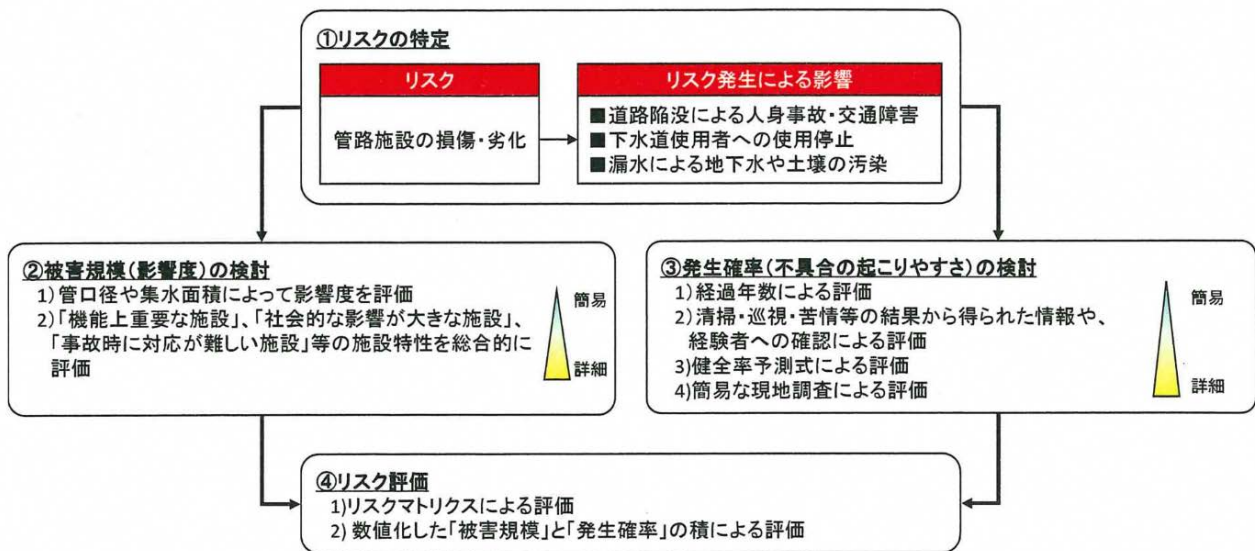 ①リスクの特定
リスク
管路施設の損傷・劣化
リスク発生による影響
■道路陥没による人身事故・交通障害
■下水道使用者への使用停止
■漏水による地下水や土壌の汚染
②被害規模(影響度)の検討
1)管口径や集水面積によって影響度を評価
2)「機能上重要な施設」、「社会的な影響が大きな施設」、
「事故時に対応が難しい施設」等の施設特性を総合的に
評価
簡易
詳細
③発生確率(不具合の起こりやすさ)の検討
1)経過年数による評価
2)清掃・巡視・苦情等の結果から得られた情報や、
経験者への確認による評価
3)健全率予測式による評価
4)簡易な現地調査による評価
簡易
詳細
④リスク評価
1)リスクマトリクスによる評価
2) 数値化した「被害規模」と「発生確率」の積による評価